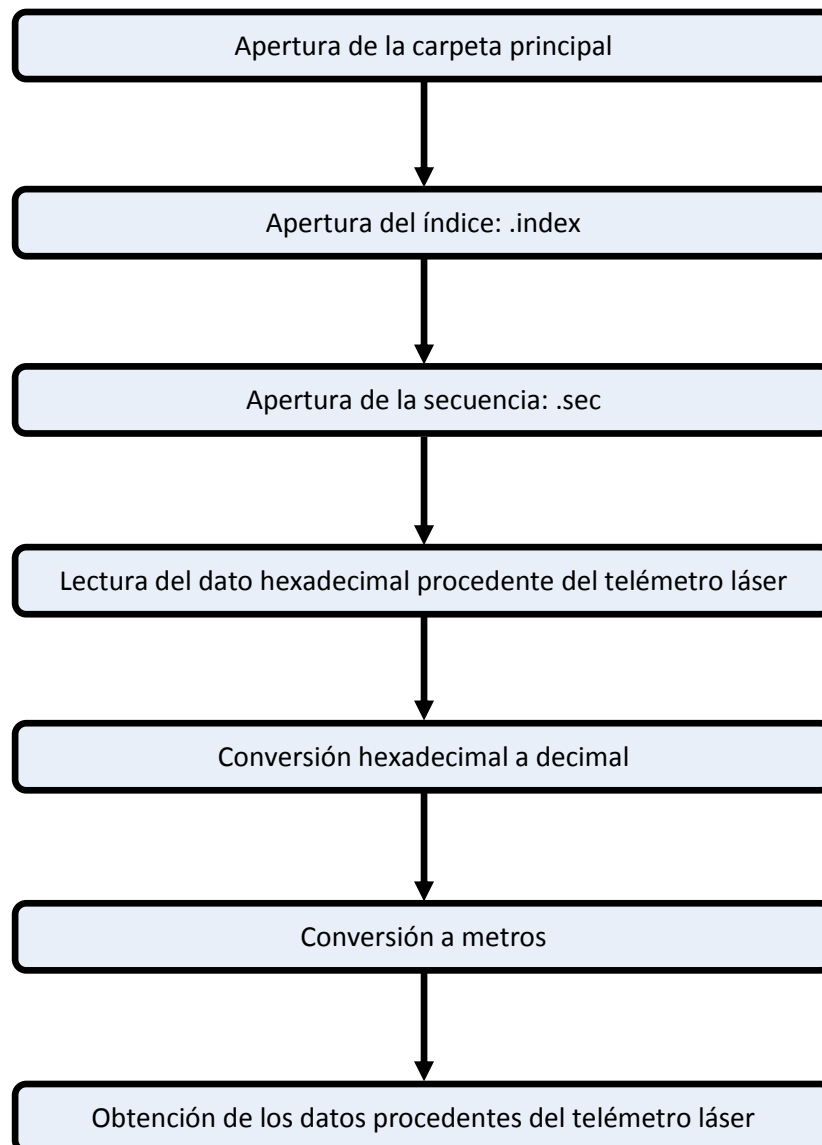 Apertura de la carpeta principal
Apertura del índice: .index
Apertura de la secuencia: .sec
Lectura del dato hexadecimal procedente del telémetro láser
Conversión hexadecimal a decimal
Conversión a metros
Obtención de los datos procedentes del telémetro láser